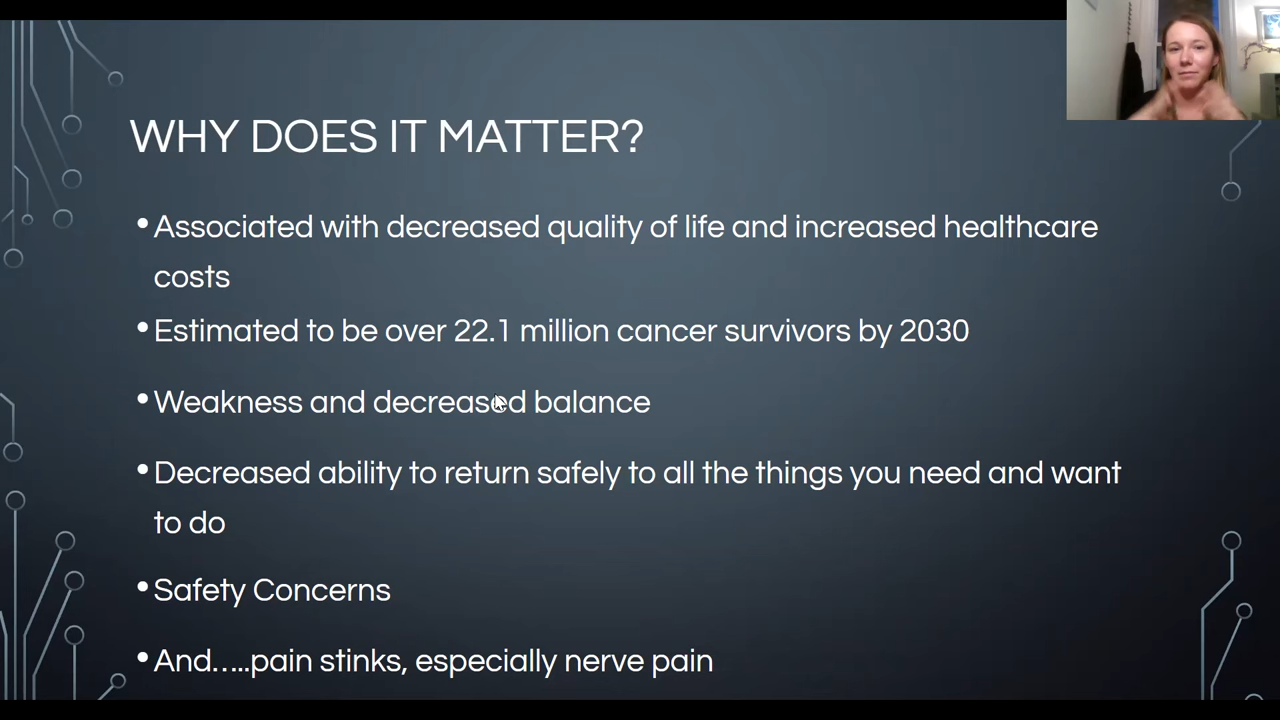 WHY DOES IT MATTER?
•Associated with decreased quality of life and increased healthcare
costs
•Estimated to be over 22.1 million cancer survivors by 2030
•Weakness and decreased balance
•Decreased ability to return safely to all the things you need and want
to do
•Safety Concerns
•And…..pain stinks, especially nerve pain